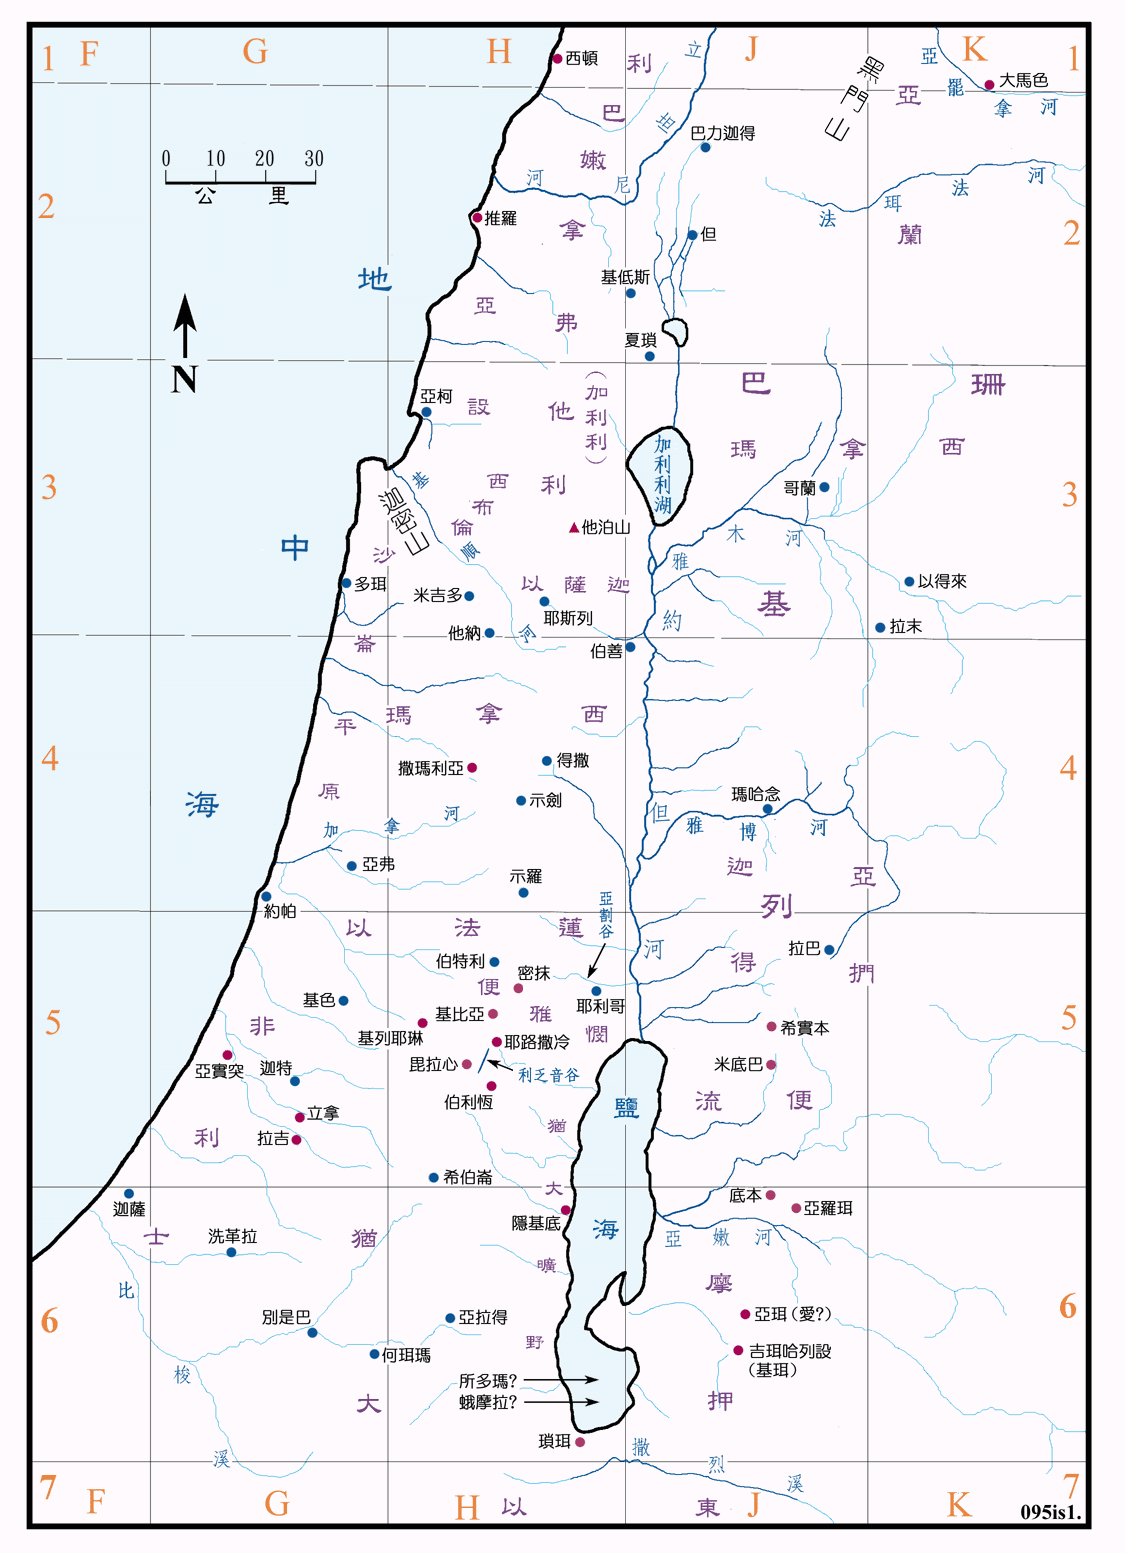 1 F G H J K 1
西頓
利
立
亞
大馬色
黑門山
亞
罷
拿 河
巴
坦
巴力迦得
嫩
0 10 20 30
公 里
河 尼
法 珥 法 河
2
2
推羅
拿
但
蘭
地
基低斯
亞
弗
夏瑣
N
巴
珊
(加利利)
亞柯
設
他
瑪
拿
西
加利利湖
3
3
基
西
利
哥蘭
迦密山
布
倫
他泊山
木 河
中
沙
順
雅
多珥
米吉多
以 薩 迦
以得來
耶斯列
基
約
拉末
崙
他納
河
伯善
平
瑪 拿 西
4
4
撒瑪利亞
得撒
原
示劍
瑪哈念
海
加 拿 河
但 雅 博 河
亞弗
示羅
迦
亞
約帕
亞割谷
列
以 法 蓮
河
拉巴
伯特利
得
密抹
捫
便
基色
耶利哥
5
5
非
基比亞
雅
基列耶琳
憫
希實本
耶路撒冷
亞實突
迦特
毘拉心
利乏音谷
米底巴
伯利恆
鹽
流 便
立拿
拉吉
利
猶
希伯崙
大
底本
迦薩
隱基底
亞羅珥
士
洗革拉
猶
海
亞 嫩 河
曠
比
摩
6
6
別是巴
亞拉得
亞珥(愛?)
野
何珥瑪
吉珥哈列設
(基珥)
梭
所多瑪?
蛾摩拉?
大
押
瑣珥
撒
溪
烈
溪
7
7
F G H 以 東 J K
095is1.